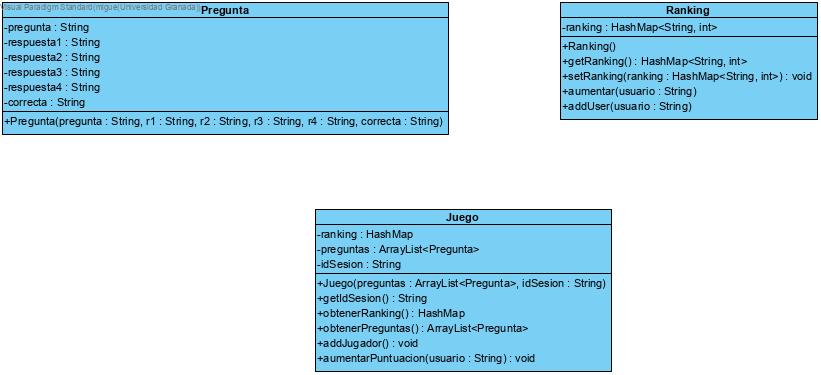 Visual Paradigm Standard(migue(Universidad Granada))
Pregunta
-pregunta : String
-respuesta1 : String
-respuesta2 : String
-respuesta3 : String
-respuesta4 : String
-correcta : String
+Pregunta(pregunta : String, r1 : String, r2 : String, r3 : String, r4 : String, correcta : String)
Ranking
-ranking : HashMap<String, int>
+Ranking()
+getRanking() : HashMap<String, int>
+setRanking(ranking : HashMap<String, int>) : void
+aumentar(usuario : String)
+addUser(usuario : String)
Juego
-ranking : HashMap
-preguntas : ArrayList<Pregunta>
-idSesion : String
+Juego(preguntas : ArrayList<Pregunta>, idSesion : String)
+getIdSesion() : String
+obtenerRanking() : HashMap
+obtenerPreguntas() : ArrayList<Pregunta>
+addJugador() : void
+aumentarPuntuacion(usuario : String) : void